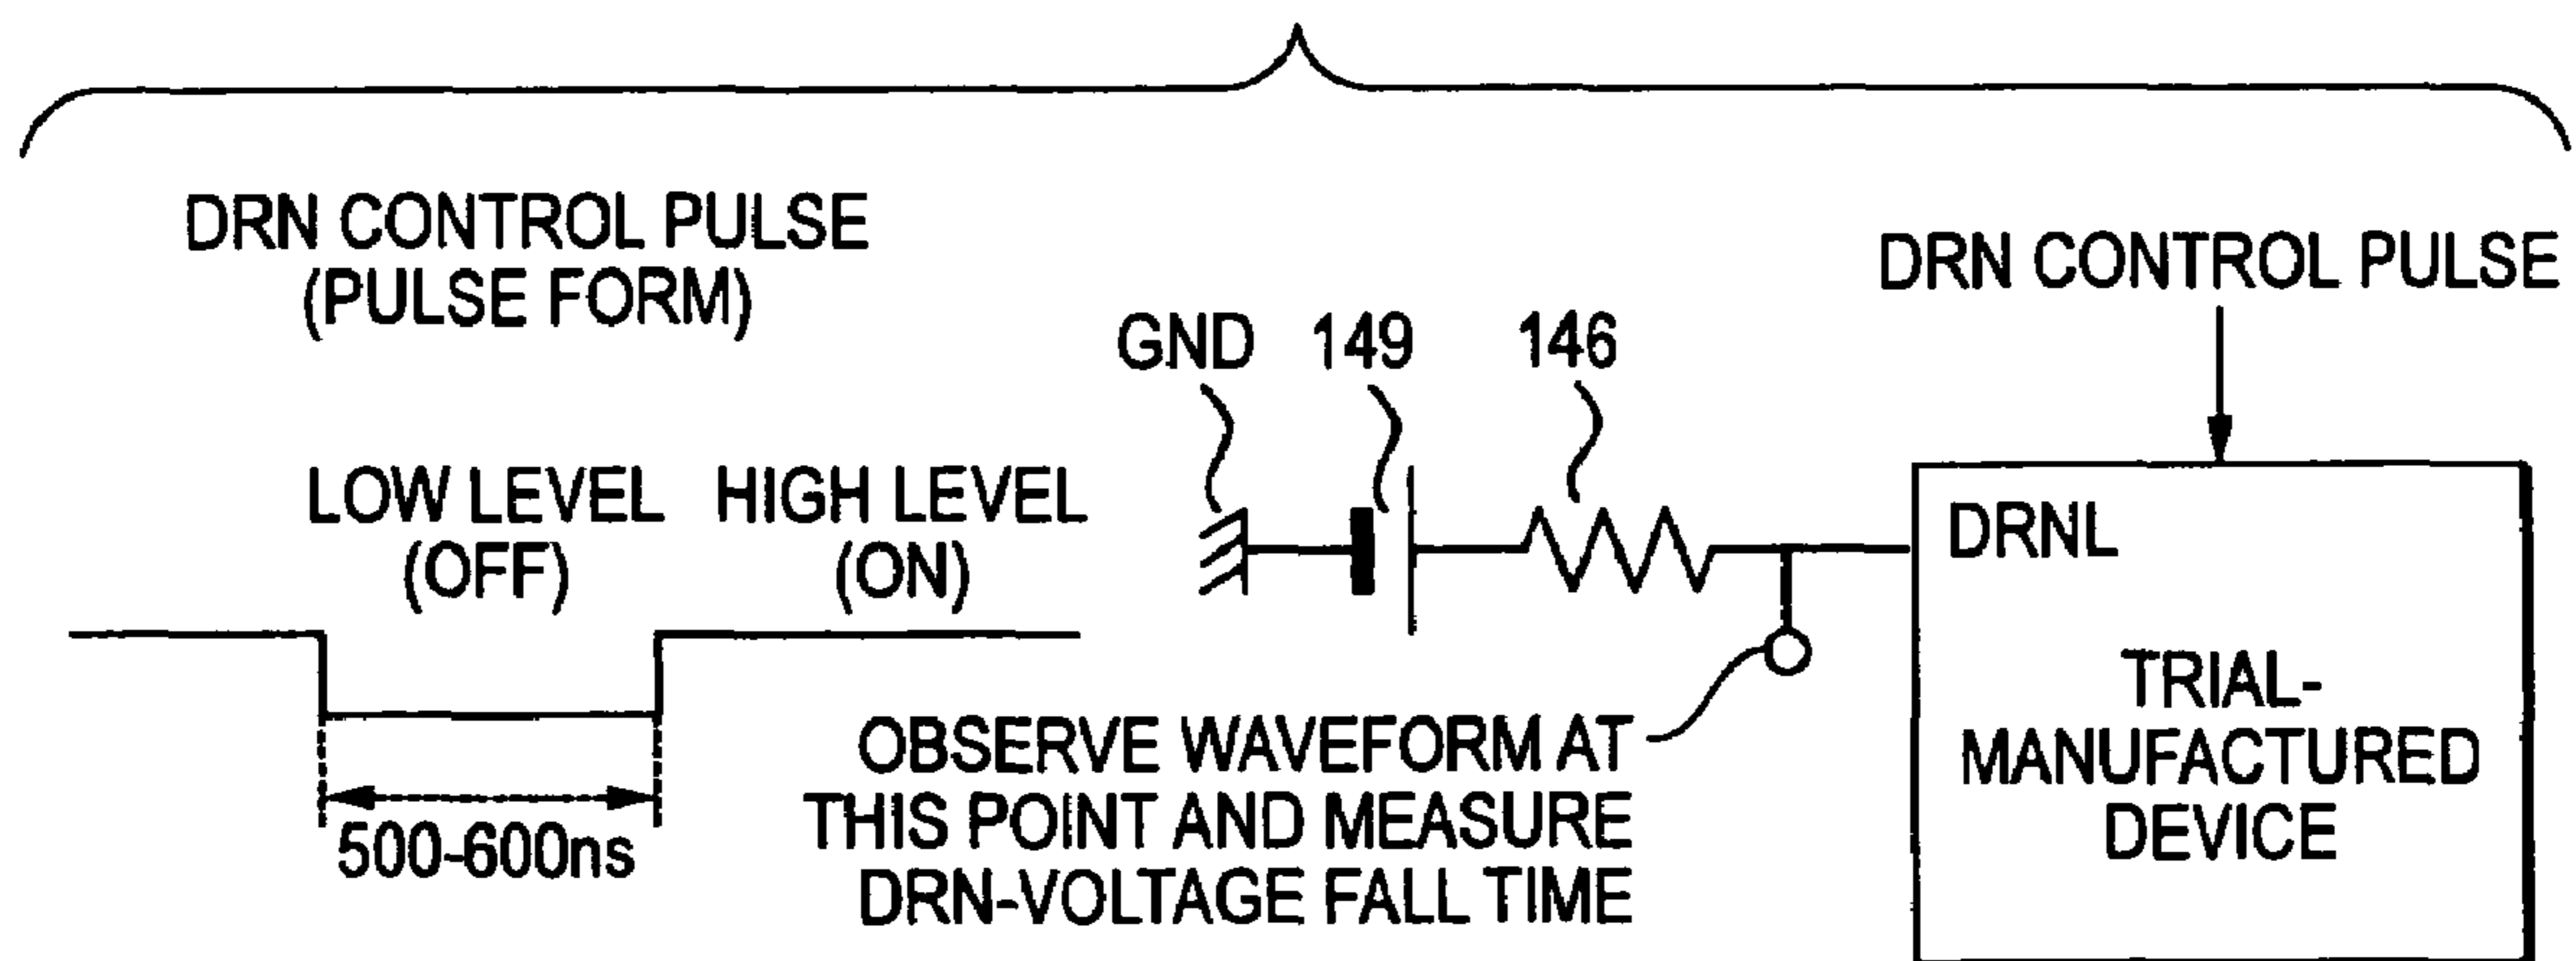 DRN CONTROL PULSE
(PULSE FORM)
DRN CONTROL PULSE
GND
149
146
LOW LEVEL
(OFF)
HIGH LEVEL
(ON)
DRNL
500-600ns
OBSERVE WAVEFORM AT
THIS POINT AND MEASURE
DRN-VOLTAGE FALL TIME
TRIAL-
MANUFACTURED
DEVICE